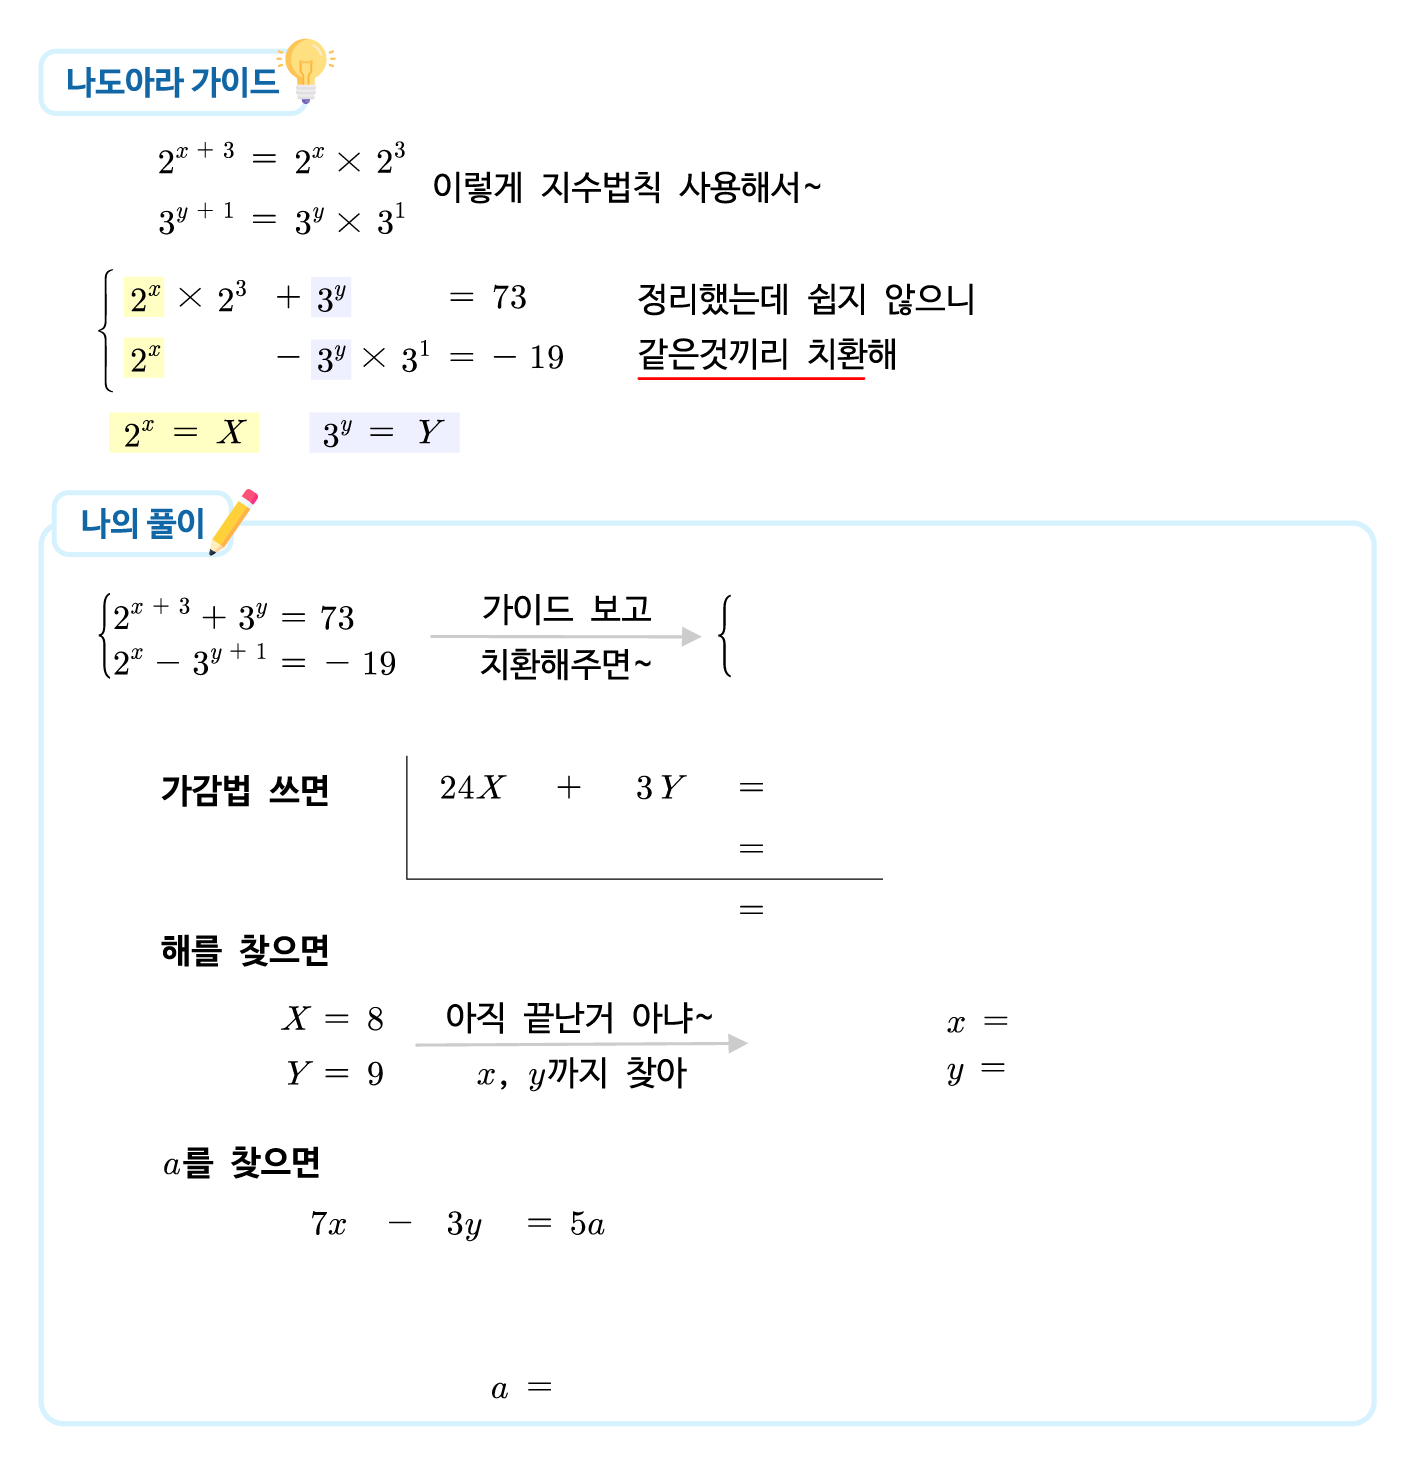 나도아라 가이드
2^{x + 3} = 2^x × 2^3
이렇게 지수법칙 사용해서~
3^{y + 1} = 3^y × 3^1
2^x × 2^3 + 3^y = 73
정리했는데 쉽지 않으니
2^x - 3^y × 3^1 = - 19
같은것끼리 치환해
2^x = X 3^y = Y
나의 풀이
2^{x + 3} + 3^y = 73
2^x - 3^{y + 1} = - 19
가이드 보고
치환해주면~
{
가감법 쓰면
24X + 3Y =
=
=
해를 찾으면
X = 8
Y = 9
아직 끝난거 아냐~
x, y까지 찾아
x =
y =
a를 찾으면
7x - 3y = 5a
a =